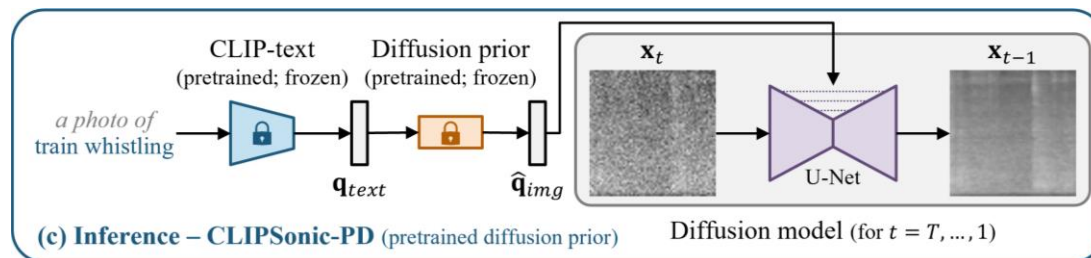 CLIP-text
(pretrained; frozen)
Diffusion prior
(pretrained; frozen)
a photo of
train whistling
q_text
q̂_img
x_t
x_{t−1}
U-Net
Diffusion model (for t = T, … , 1)
(c) Inference – CLIPSonic-PD (pretrained diffusion prior)